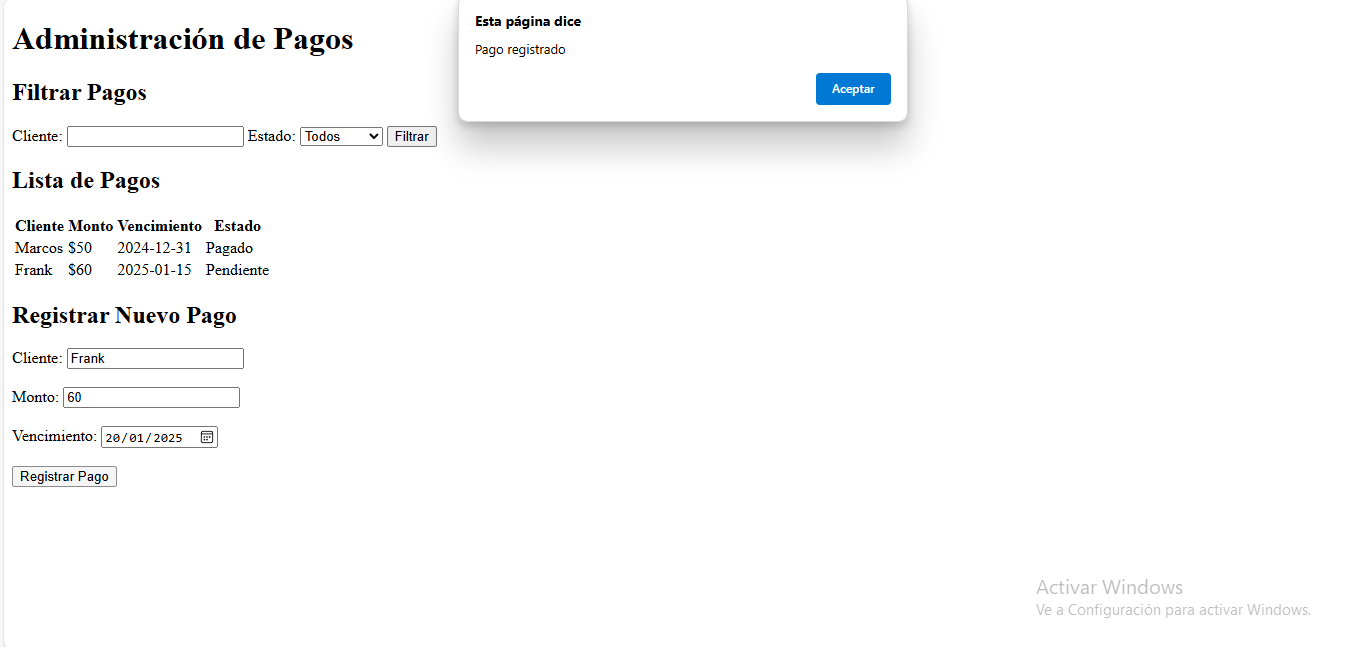 Administración de Pagos
Esta página dice
Pago registrado
Aceptar
Filtrar Pagos
Cliente: Estado: Todos Filtrar
Lista de Pagos
Cliente Monto Vencimiento Estado
Marcos $50 2024-12-31 Pagado
Frank $60 2025-01-15 Pendiente
Registrar Nuevo Pago
Cliente: Frank
Monto: 60
Vencimiento: 20/01/2025
Registrar Pago
Activar Windows
Ve a Configuración para activar Windows.